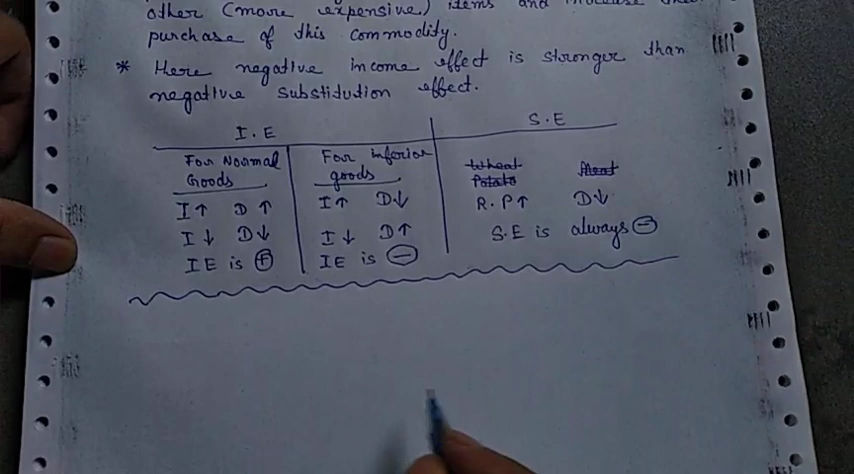 other (more expensive) items and increase their
purchase of this commodity.
* Here negative income effect is stronger than
negative substitution effect.
I.E S.E
For Normal Goods For inferior goods Wheat Potato Meat
I↑ D↑ I↑ D↓ R.P↑ D↓
I↓ D↓ I↓ D↑ S.E is always ⊖
IE is ⊕ IE is ⊖